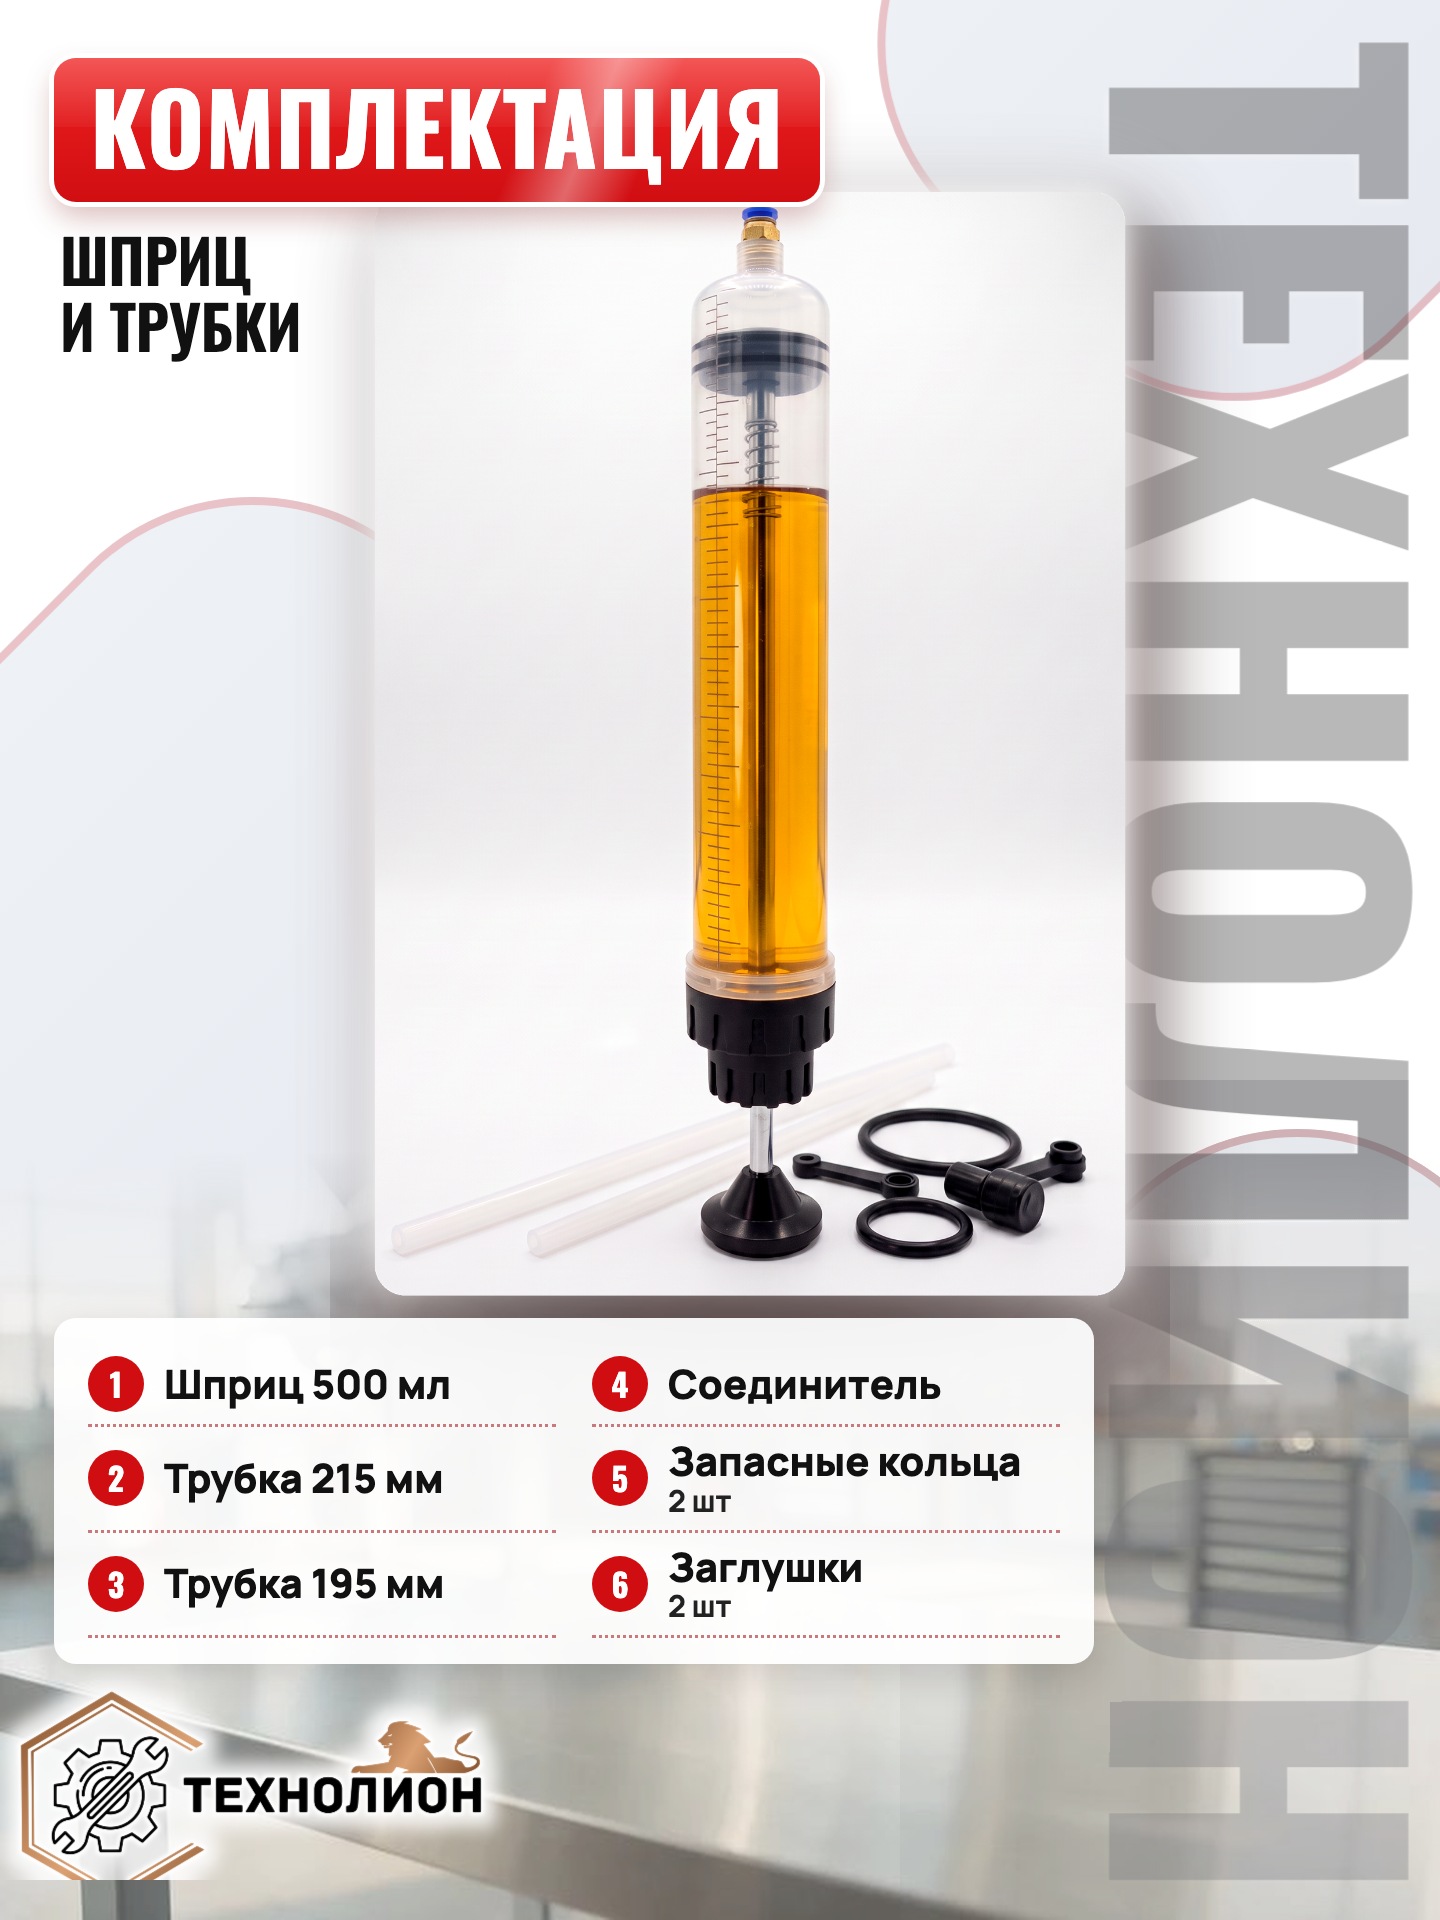 КОМПЛЕКТАЦИЯ
ШПРИЦ
И ТРУБКИ
ТЕХНОЛИОН
1 Шприц 500 мл
2 Трубка 215 мм
3 Трубка 195 мм
4 Соединитель
5 Запасные кольца
2 шт
6 Заглушки
2 шт
ТЕХНОЛИОН